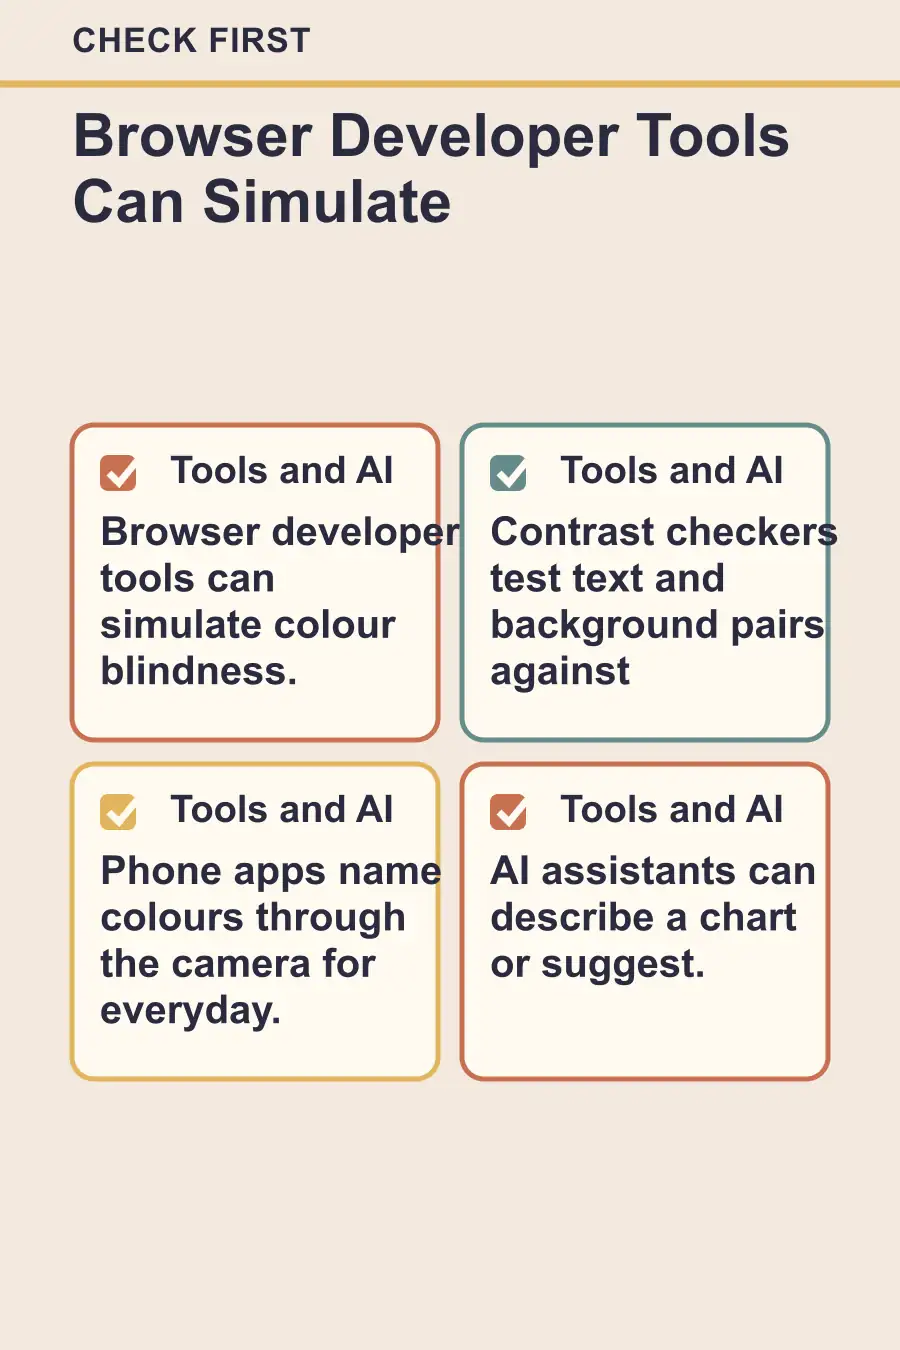 CHECK FIRST
Browser Developer Tools
Can Simulate
Tools and AI
Browser developer
tools can
simulate colour
blindness.
Tools and AI
Contrast checkers
test text and
background pairs
against
Tools and AI
Phone apps name
colours through
the camera for
everyday.
Tools and AI
AI assistants can
describe a chart
or suggest.